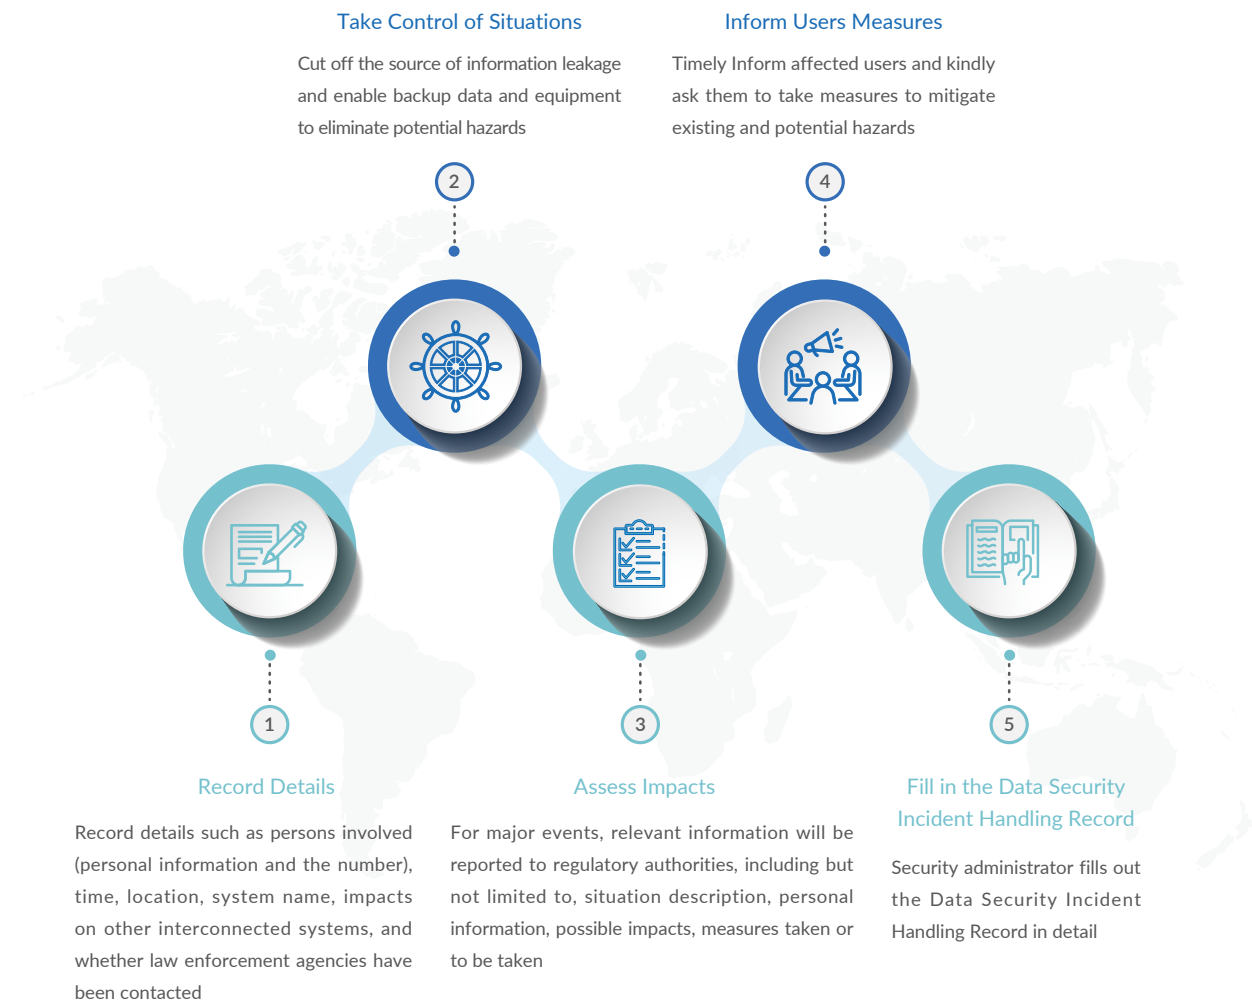 Take Control of Situations
Cut off the source of information leakage
and enable backup data and equipment
to eliminate potential hazards
2
Inform Users Measures
Timely Inform affected users and kindly
ask them to take measures to mitigate
existing and potential hazards
4
1
Record Details
Record details such as persons involved
(personal information and the number),
time, location, system name, impacts
on other interconnected systems, and
whether law enforcement agencies have
been contacted
3
Assess Impacts
For major events, relevant information will be
reported to regulatory authorities, including but
not limited to, situation description, personal
information, possible impacts, measures taken or
to be taken
5
Fill in the Data Security
Incident Handling Record
Security administrator fills out
the Data Security Incident
Handling Record in detail